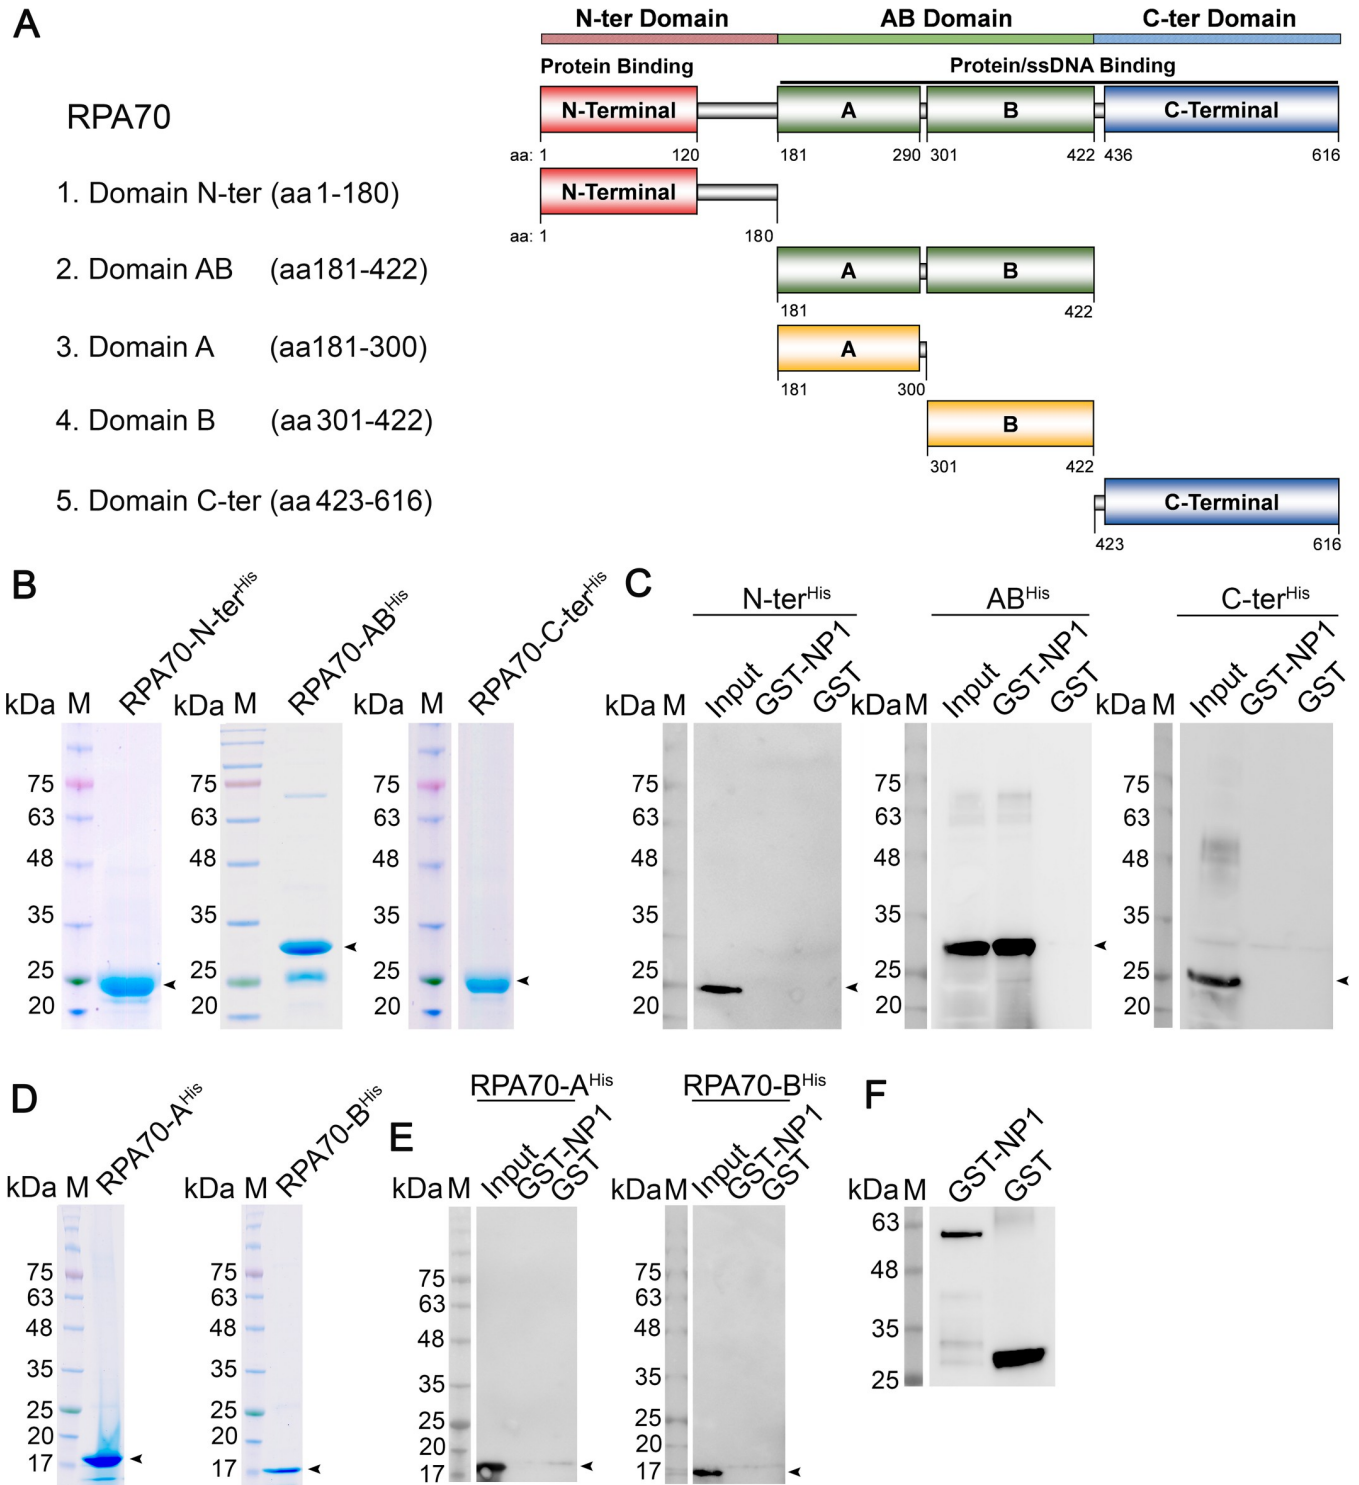 A
N-ter Domain AB Domain C-ter Domain
Protein Binding Protein/ssDNA Binding
RPA70
N-Terminal A B C-Terminal
aa: 1 120 181 290 301 422 436 616
1. Domain N-ter (aa 1-180)
N-Terminal
aa: 1 180
2. Domain AB (aa181-422)
A B
181 422
3. Domain A (aa181-300)
A
181 300
4. Domain B (aa 301-422)
B
301 422
5. Domain C-ter (aa 423-616)
C-Terminal
423 616
B
kDa M RPA70-N-terHis
75
63
48
35
25
20
kDa M RPA70-ABHis
75
63
48
35
25
20
kDa M RPA70-C-terHis
75
63
48
35
25
20
C
N-terHis
kDa M Input GST-NP1 GST
75
63
48
35
25
20
ABHis
kDa M Input GST-NP1 GST
75
63
48
35
25
20
C-terHis
kDa M Input GST-NP1 GST
75
63
48
35
25
20
D
kDa M RPA70-AHis
75
63
48
35
25
20
17
kDa M RPA70-BHis
75
63
48
35
25
20
17
E
RPA70-AHis
kDa M Input GST-NP1 GST
75
63
48
35
25
20
17
RPA70-BHis
kDa M Input GST-NP1 GST
75
63
48
35
25
20
17
F
kDa M GST-NP1 GST
63
48
35
25